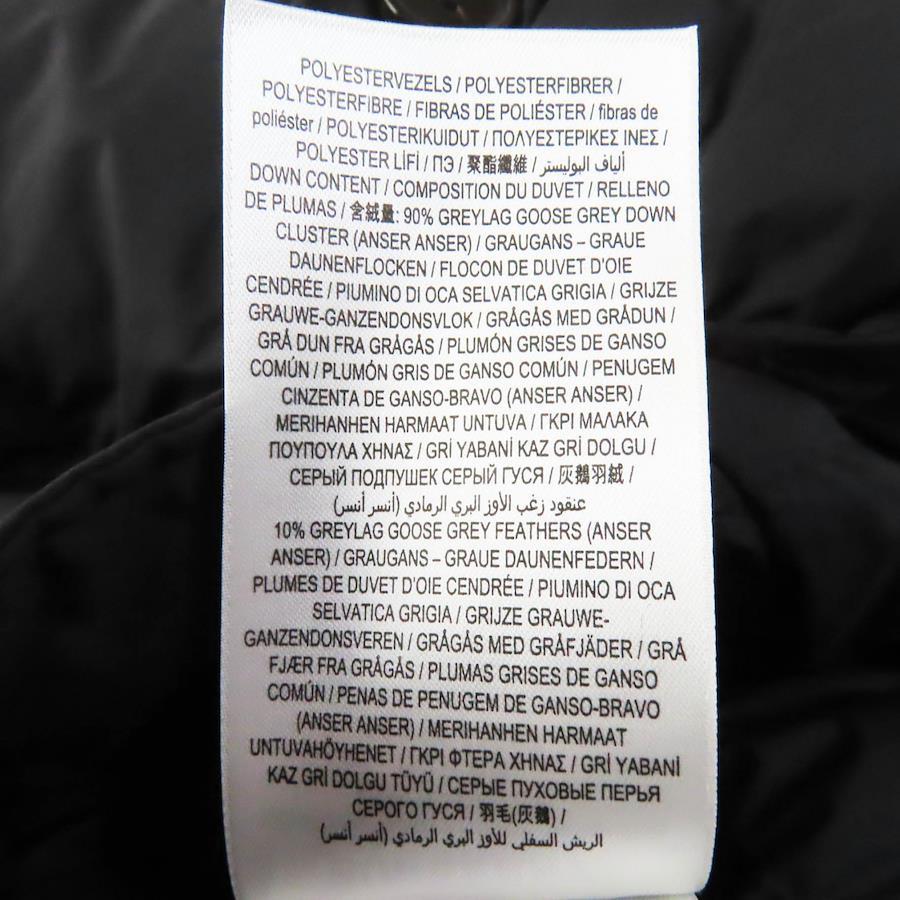 POLYESTERVEZELS / POLYESTERFIBRER /
POLYESTERFIBRE / FIBRAS DE POLIÉSTER / fibras de
poliéster / POLYESTERIKUIDUT / ΠΟΛΥΕΣΤΕΡΙΚΕΣ ΙΝΕΣ /
POLYESTER LİFİ / ПЭ / 聚酯纖維 / ألياف البوليستر
DOWN CONTENT / COMPOSITION DU DUVET / RELLENO
DE PLUMAS / 含絨量: 90% GREYLAG GOOSE GREY DOWN
CLUSTER (ANSER ANSER) / GRAUGANS – GRAUE
DAUNENFLOCKEN / FLOCON DE DUVET D'OIE
CENDRÉE / PIUMINO DI OCA SELVATICA GRIGIA / GRIJZE
GRAUWE-GANZENDONSVLOK / GRÅGÅS MED GRÅDUN /
GRÅ DUN FRA GRÅGÅS / PLUMÓN GRISES DE GANSO
COMÚN / PLUMÓN GRIS DE GANSO COMÚN / PENUGEM
CINZENTA DE GANSO-BRAVO (ANSER ANSER) /
MERIHANHEN HARMAAT UNTUVA / ΓΚΡΙ ΜΑΛΑΚΑ
ΠΟΥΠΟΥΛΑ ΧΗΝΑΣ / GRİ YABANİ KAZ GRİ DOLGU /
СЕРЫЙ ПОДПУШЕК СЕРЫЙ ГУСЯ / 灰鵝羽絨 /
عنقود زغب الأوز البري الرمادي (أنسر أنسر)
10% GREYLAG GOOSE GREY FEATHERS (ANSER
ANSER) / GRAUGANS – GRAUE DAUNENFEDERN /
PLUMES DE DUVET D'OIE CENDRÉE / PIUMINO DI OCA
SELVATICA GRIGIA / GRIJZE GRAUWE-
GANZENDONSVEREN / GRÅGÅS MED GRÅFJÄDER / GRÅ
FJÆR FRA GRÅGÅS / PLUMAS GRISES DE GANSO
COMÚN / PENAS DE PENUGEM DE GANSO-BRAVO
(ANSER ANSER) / MERIHANHEN HARMAAT
UNTUVAHÖYHENET / ΓΚΡΙ ΦΤΕΡΑ ΧΗΝΑΣ / GRİ YABANİ
KAZ GRİ DOLGU TÜYÜ / СЕРЫЕ ПУХОВЫЕ ПЕРЬЯ
СЕРОГО ГУСЯ / 羽毛(灰鵝) /
الريش السفلي للأوز البري الرمادي (أنسر أنسر)